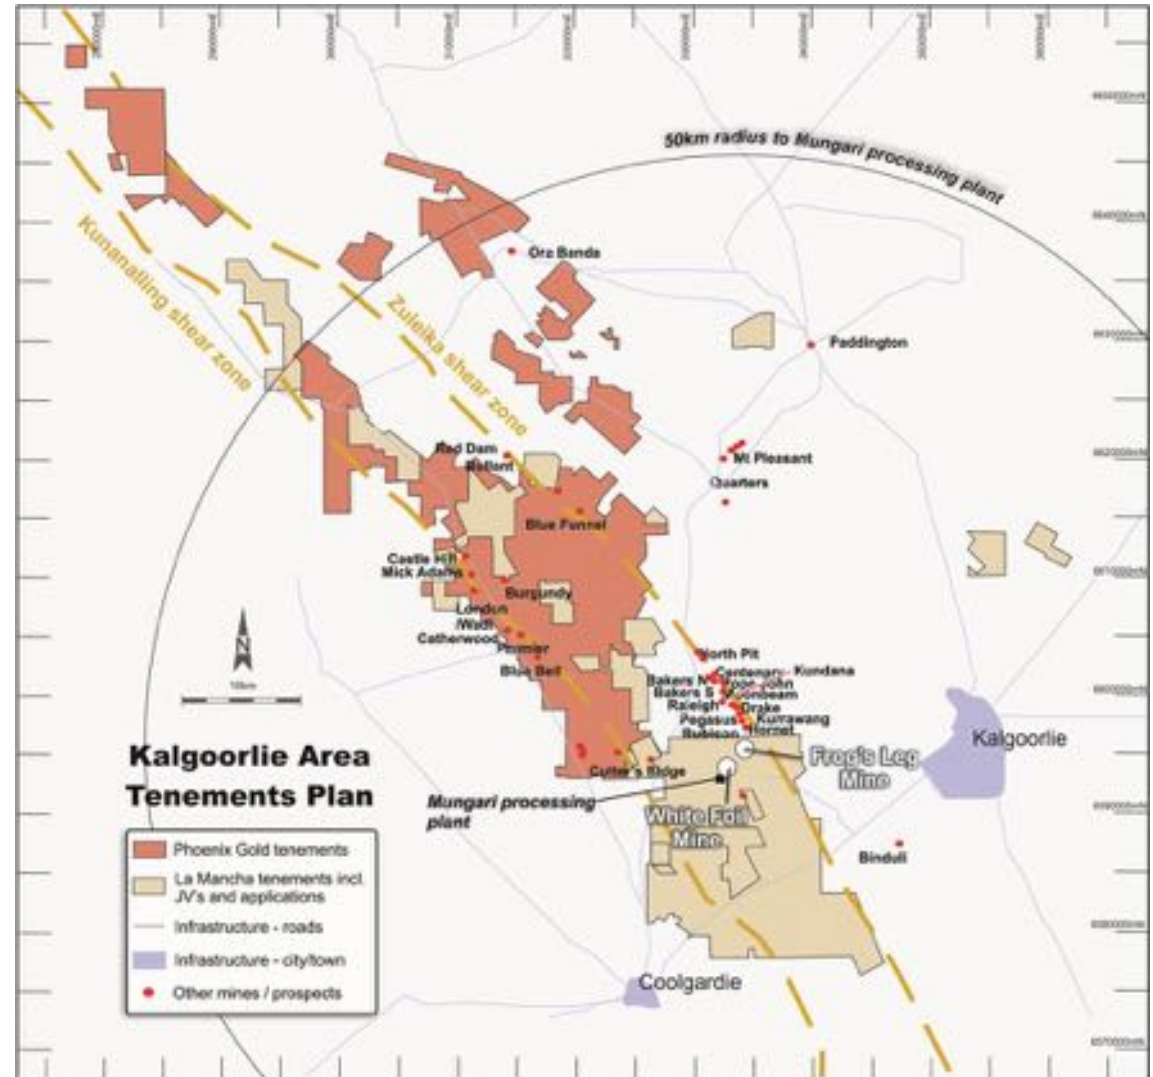 50km radius to Mungari processing plant
Kunanalling shear zone
Zuleika shear zone
Ora Banda
Paddington
Red Dam
Mt Pleasant
Blue Funnel
Castle Hill
Mick Adams
Burgundy
London
/Wadi
Catherwood
Premier
Blue Bell
North Pit
Centenary
Kundana
Bakers N
Bakers S
Raleigh
Drake
Pegasus
Kurrawang
Rubicon
Hornet
Kalgoorlie
Frog's Leg
Mine
Cutter's Ridge
Mungari processing
plant
White Foil
Mine
Binduli
Coolgardie
N
10km
Kalgoorlie Area
Tenements Plan
Phoenix Gold tenements
La Mancha tenements incl.
JV's and applications
Infrastructure - roads
Infrastructure - city/town
Other mines / prospects